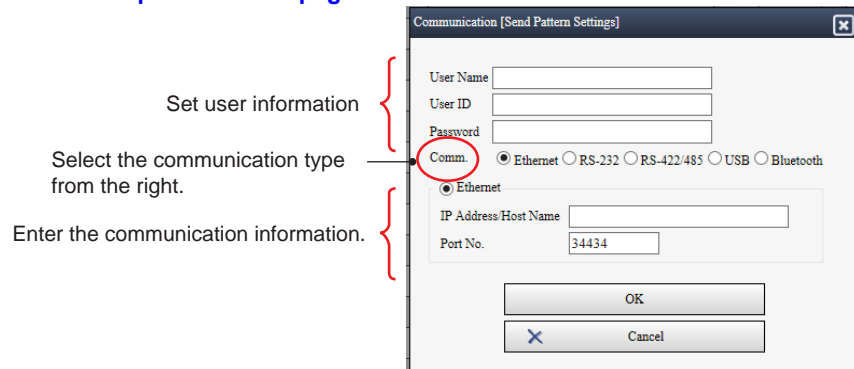 Communication [Send Pattern Settings]
User Name
User ID
Password
Set user information
Select the communication type
from the right.
Comm. Ethernet RS-232 RS-422/485 USB Bluetooth
Ethernet
IP Address/Host Name
Port No. 34434
Enter the communication information.
OK
Cancel